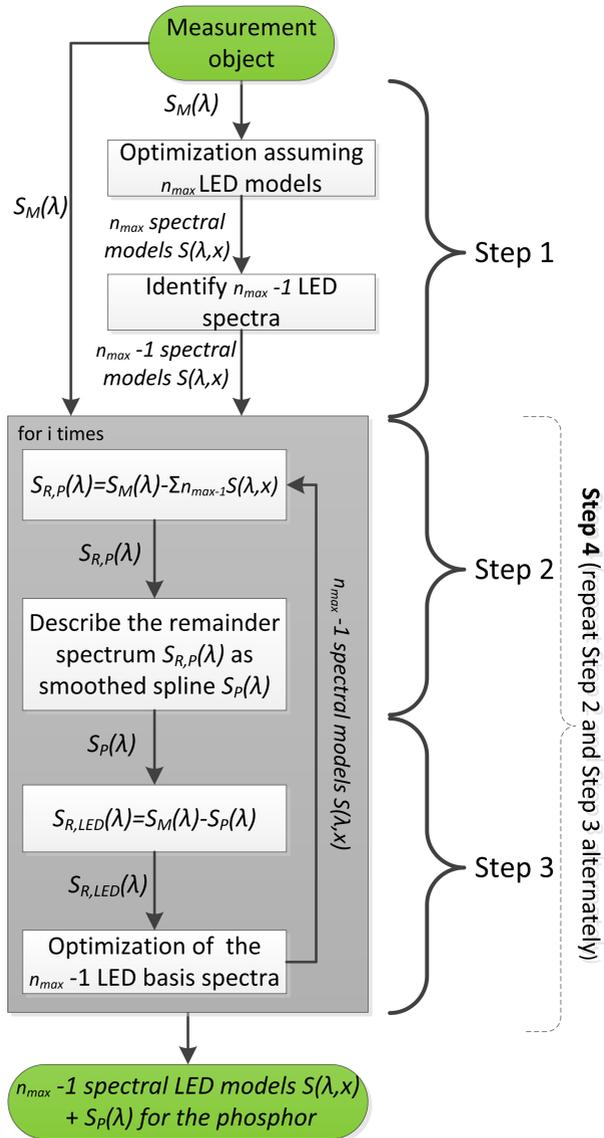 Measurement
object
S_M(λ)
Optimization assuming
n_max LED models
S_M(λ)
n_max spectral
models S(λ,x)
Identify n_max -1 LED
spectra
n_max -1 spectral
models S(λ,x)
Step 1
for i times
S_R,P(λ)=S_M(λ)-Σn_max-1S(λ,x)
S_R,P(λ)
Describe the remainder
spectrum S_R,P(λ) as
smoothed spline S_P(λ)
S_P(λ)
S_R,LED(λ)=S_M(λ)-S_P(λ)
S_R,LED(λ)
Optimization of the
n_max -1 LED basis spectra
n_max -1 spectral models S(λ,x)
Step 2
Step 3
Step 4 (repeat Step 2 and Step 3 alternately)
n_max -1 spectral LED models S(λ,x)
+ S_P(λ) for the phosphor